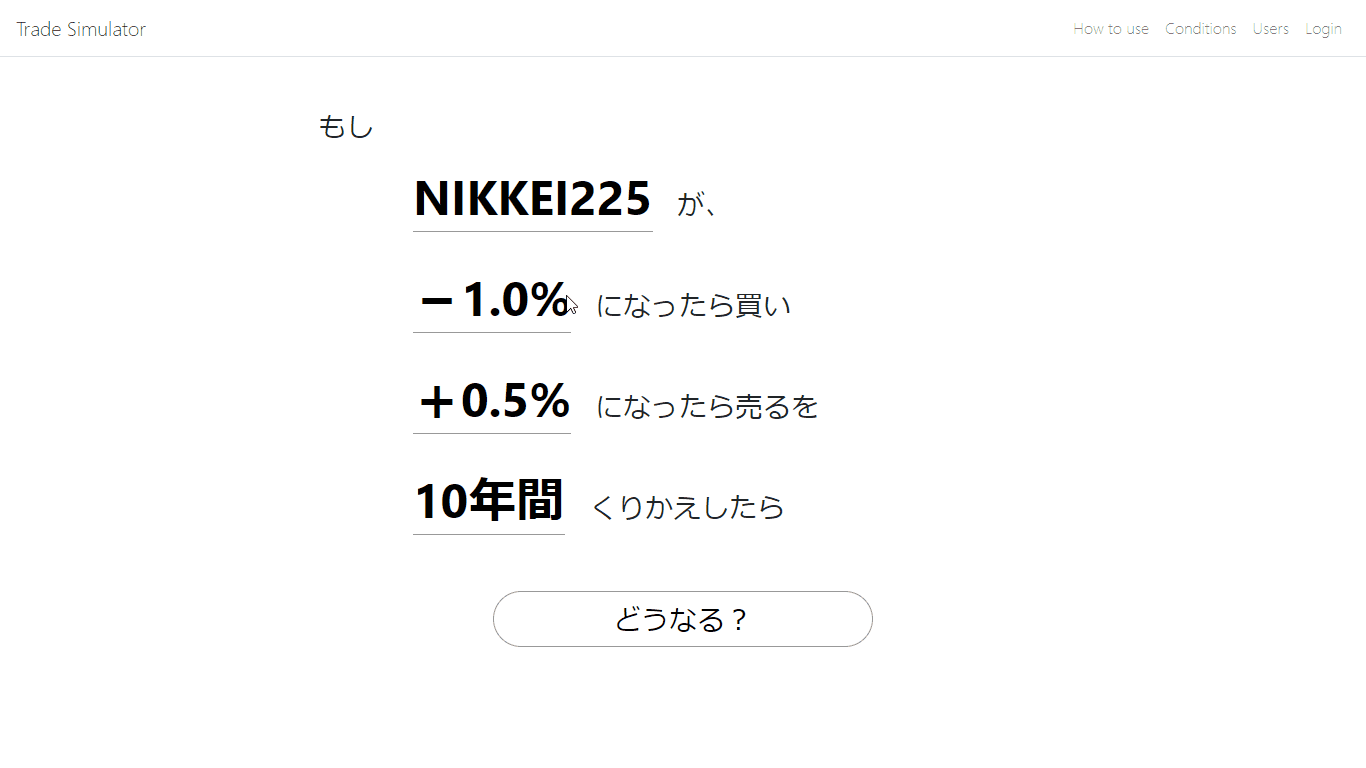 Trade Simulator
How to use Conditions Users Login
もし
NIKKEI225 が、
－1.0% になったら買い
＋0.5% になったら売るを
10年間 くりかえしたら
どうなる？